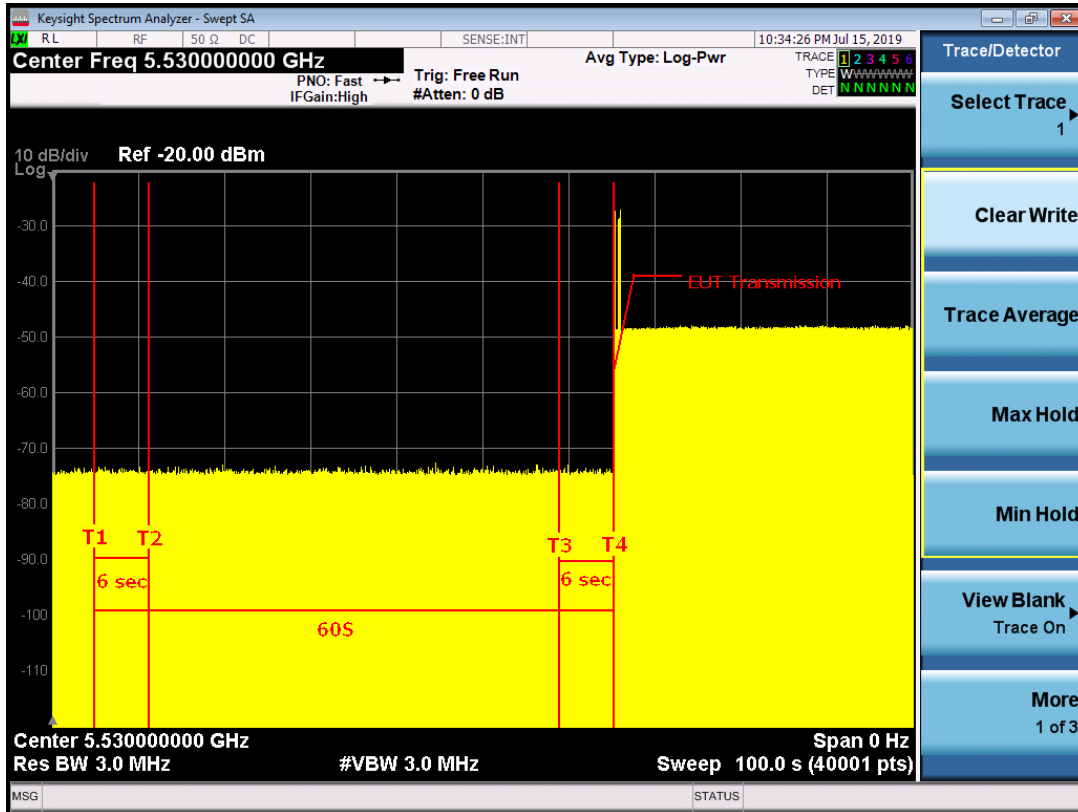 Keysight Spectrum Analyzer - Swept SA
LXI RL RF 50 Ω DC SENSE:INT 10:34:26 PM Jul 15, 2019
Center Freq 5.530000000 GHz
PNO: Fast
IFGain:High
Trig: Free Run
#Atten: 0 dB
Avg Type: Log-Pwr
TRACE 1 2 3 4 5 6
TYPE W W W W W W
DET N N N N N N
Trace/Detector
Select Trace
1
Clear Write
Trace Average
Max Hold
Min Hold
View Blank
Trace On
More
1 of 3
10 dB/div Ref -20.00 dBm
Log
-30.0
-40.0
-50.0
-60.0
-70.0
-80.0
-90.0
-100
-110
EUT Transmission
T1 T2 T3 T4
6 sec 6 sec
60S
Center 5.530000000 GHz Span 0 Hz
Res BW 3.0 MHz #VBW 3.0 MHz Sweep 100.0 s (40001 pts)
MSG STATUS